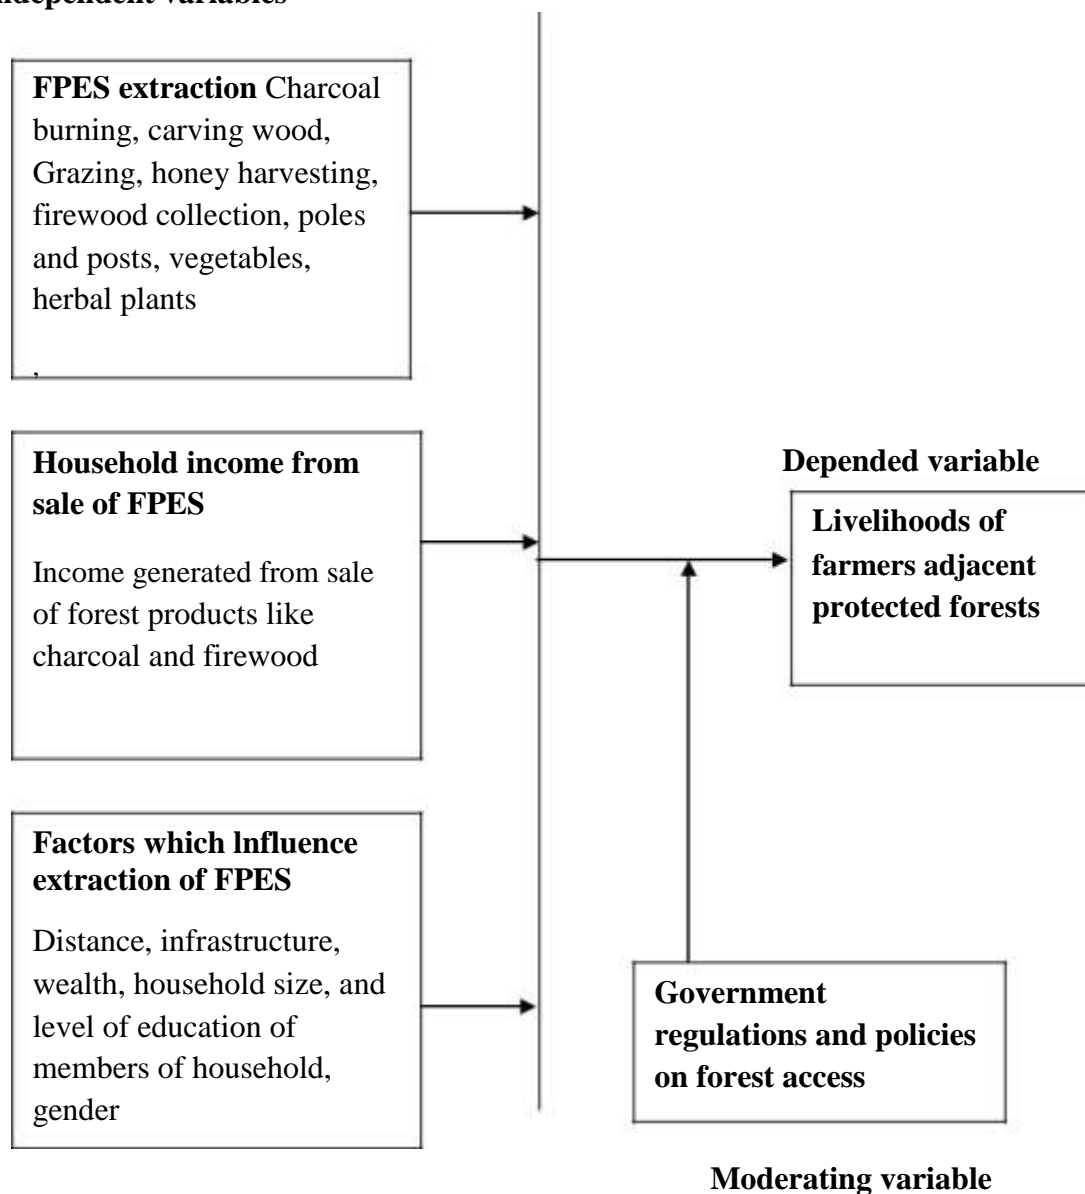 ndependent variables
FPES extraction Charcoal
burning, carving wood,
Grazing, honey harvesting,
firewood collection, poles
and posts, vegetables,
herbal plants
,
Household income from
sale of FPES
Income generated from sale
of forest products like
charcoal and firewood
Factors which lnfluence
extraction of FPES
Distance, infrastructure,
wealth, household size, and
level of education of
members of household,
gender
Depended variable
Livelihoods of
farmers adjacent
protected forests
Government
regulations and policies
on forest access
Moderating variable